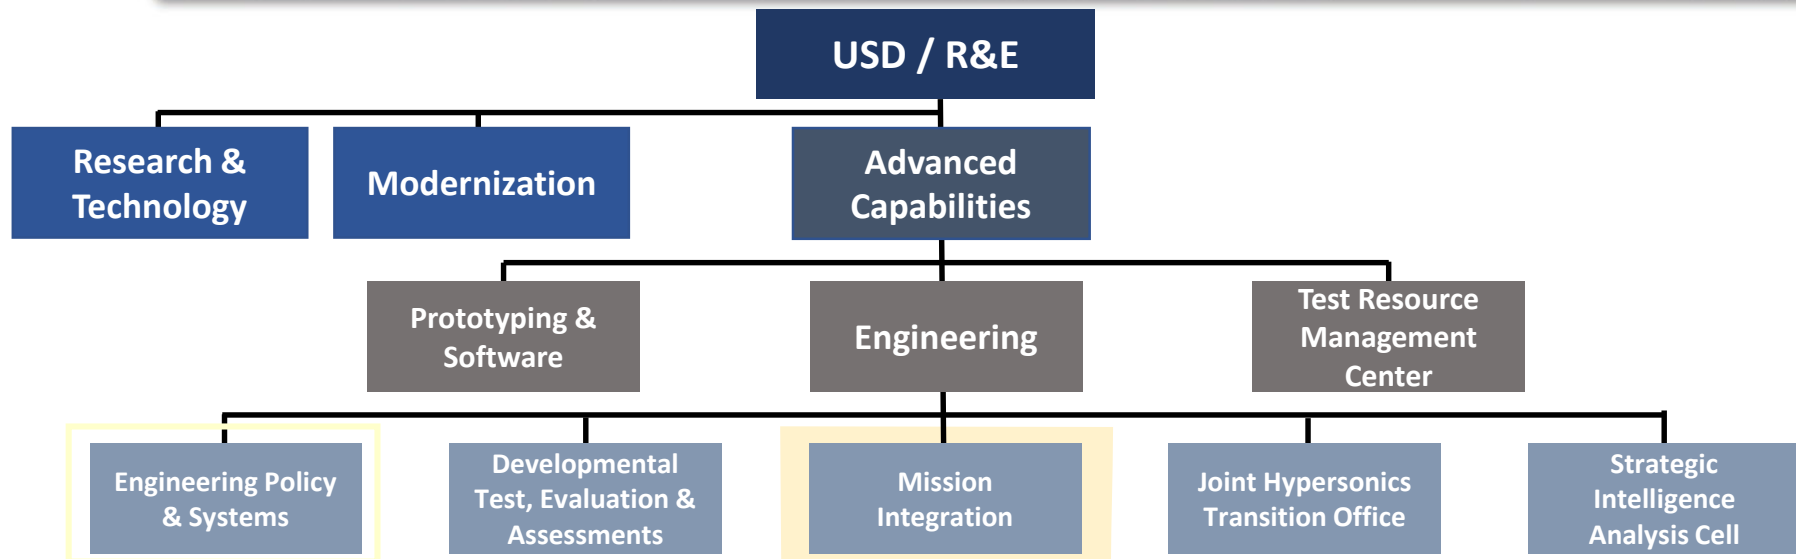 USD / R&E
Research &
Technology
Modernization
Advanced
Capabilities
Prototyping &
Software
Engineering
Test Resource
Management
Center
Engineering Policy
& Systems
Developmental
Test, Evaluation &
Assessments
Mission
Integration
Joint Hypersonics
Transition Office
Strategic
Intelligence
Analysis Cell